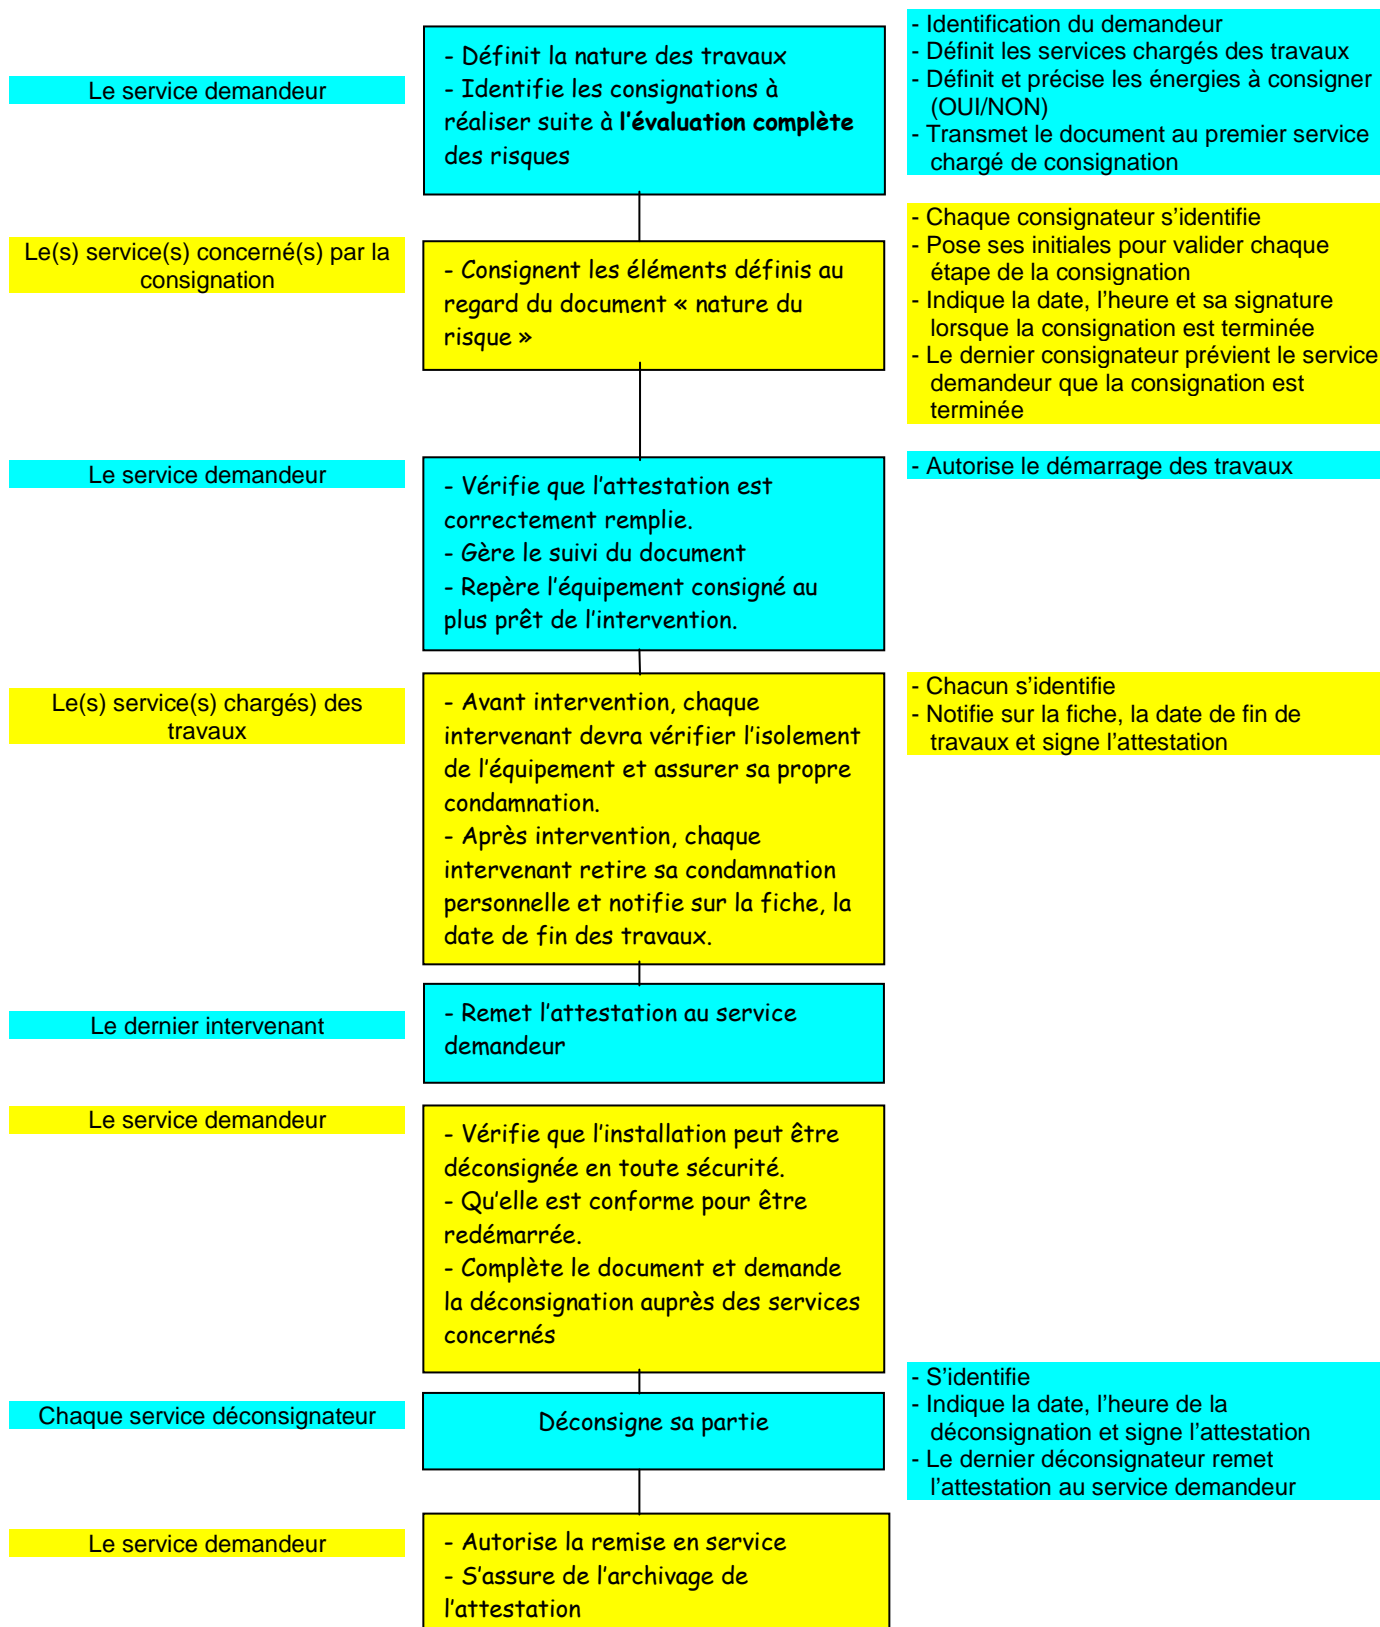 Le service demandeur
- Définit la nature des travaux
- Identifie les consignations à
réaliser suite à l'évaluation complète
des risques
- Identification du demandeur
- Définit les services chargés des travaux
- Définit et précise les énergies à consigner
(OUI/NON)
- Transmet le document au premier service
chargé de consignation
Le(s) service(s) concerné(s) par la
consignation
- Consignent les éléments définis au
regard du document « nature du
risque »
- Chaque consignateur s'identifie
- Pose ses initiales pour valider chaque
étape de la consignation
- Indique la date, l'heure et sa signature
lorsque la consignation est terminée
- Le dernier consignateur prévient le service
demandeur que la consignation est
terminée
Le service demandeur
- Vérifie que l'attestation est
correctement remplie.
- Gère le suivi du document
- Repère l'équipement consigné au
plus prêt de l'intervention.
- Autorise le démarrage des travaux
Le(s) service(s) chargés) des
travaux
- Avant intervention, chaque
intervenant devra vérifier l'isolement
de l'équipement et assurer sa propre
condamnation.
- Après intervention, chaque
intervenant retire sa condamnation
personnelle et notifie sur la fiche, la
date de fin des travaux.
- Chacun s'identifie
- Notifie sur la fiche, la date de fin de
travaux et signe l'attestation
Le dernier intervenant
- Remet l'attestation au service
demandeur
Le service demandeur
- Vérifie que l'installation peut être
déconsignée en toute sécurité.
- Qu'elle est conforme pour être
redémarrée.
- Complète le document et demande
la déconsignation auprès des services
concernés
Chaque service déconsignateur
Déconsigne sa partie
- S'identifie
- Indique la date, l'heure de la
déconsignation et signe l'attestation
- Le dernier déconsignateur remet
l'attestation au service demandeur
Le service demandeur
- Autorise la remise en service
- S'assure de l'archivage de
l'attestation